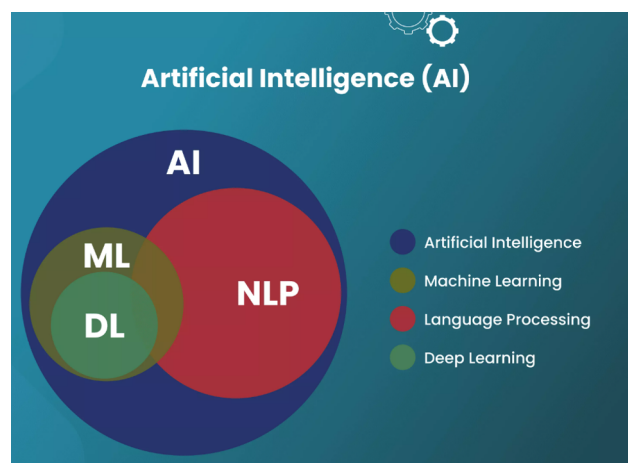 Artificial Intelligence (AI)
AI
ML
NLP
DL
Artificial Intelligence
Machine Learning
Language Processing
Deep Learning